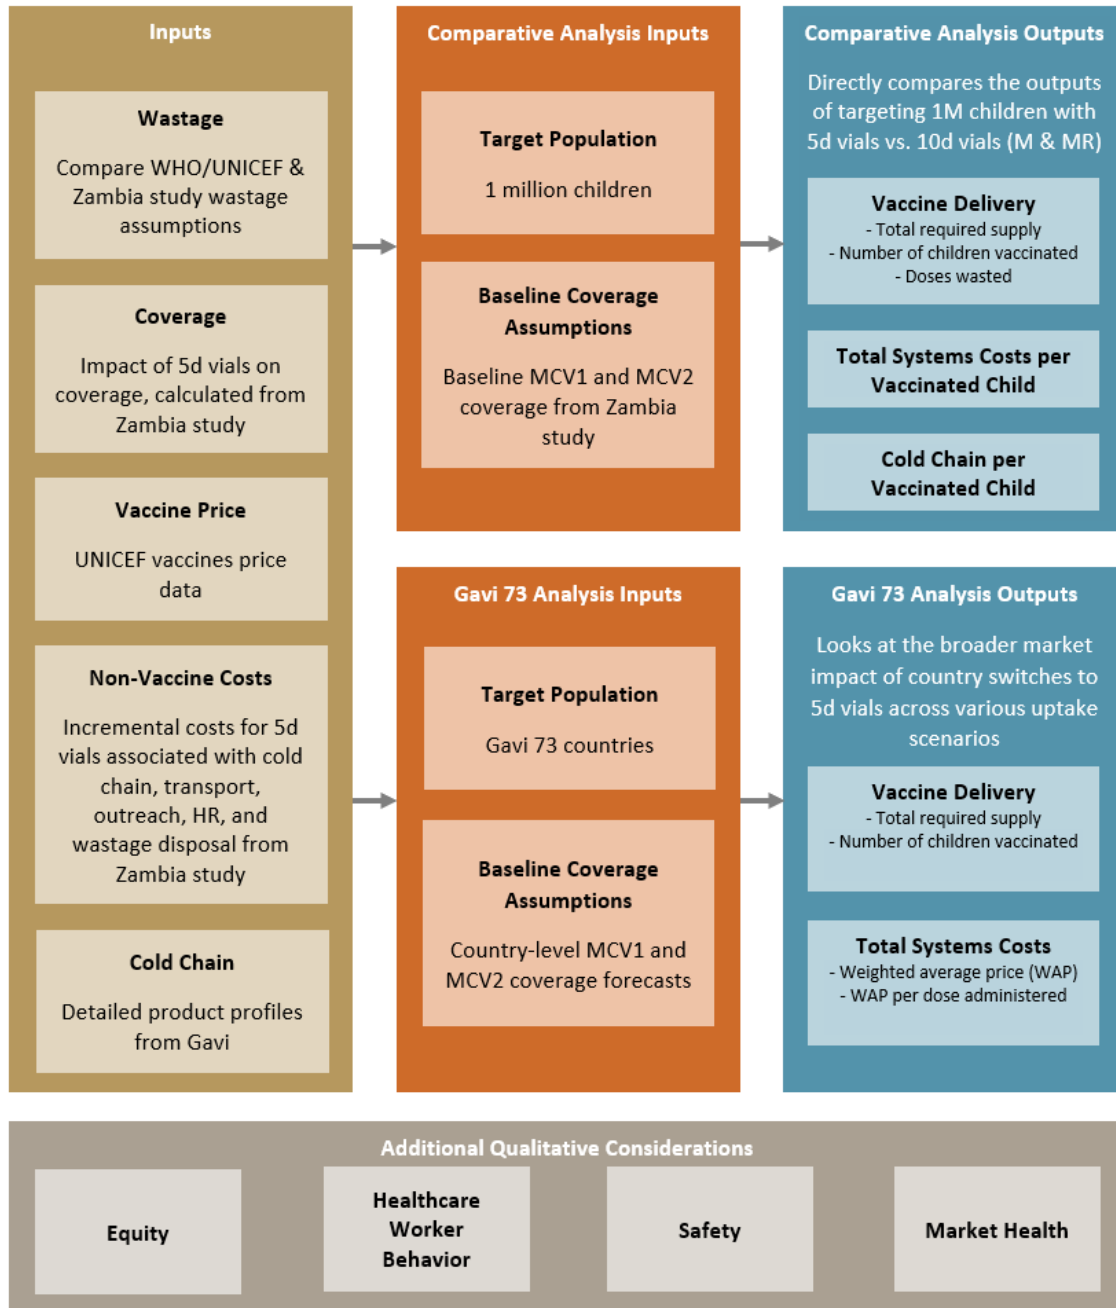 Inputs
Wastage
Compare WHO/UNICEF &
Zambia study wastage
assumptions
Coverage
Impact of 5d vials on
coverage, calculated from
Zambia study
Vaccine Price
UNICEF vaccines price
data
Non-Vaccine Costs
Incremental costs for 5d
vials associated with cold
chain, transport,
outreach, HR, and
wastage disposal from
Zambia study
Cold Chain
Detailed product profiles
from Gavi
Comparative Analysis Inputs
Target Population
1 million children
Baseline Coverage
Assumptions
Baseline MCV1 and MCV2
coverage from Zambia
study
Comparative Analysis Outputs
Directly compares the outputs
of targeting 1M children with
5d vials vs. 10d vials (M & MR)
Vaccine Delivery
- Total required supply
- Number of children vaccinated
- Doses wasted
Total Systems Costs per
Vaccinated Child
Cold Chain per
Vaccinated Child
Gavi 73 Analysis Inputs
Target Population
Gavi 73 countries
Baseline Coverage
Assumptions
Country-level MCV1 and
MCV2 coverage forecasts
Gavi 73 Analysis Outputs
Looks at the broader market
impact of country switches to
5d vials across various uptake
scenarios
Vaccine Delivery
- Total required supply
- Number of children vaccinated
Total Systems Costs
- Weighted average price (WAP)
- WAP per dose administered
Additional Qualitative Considerations
Equity
Healthcare
Worker
Behavior
Safety
Market Health